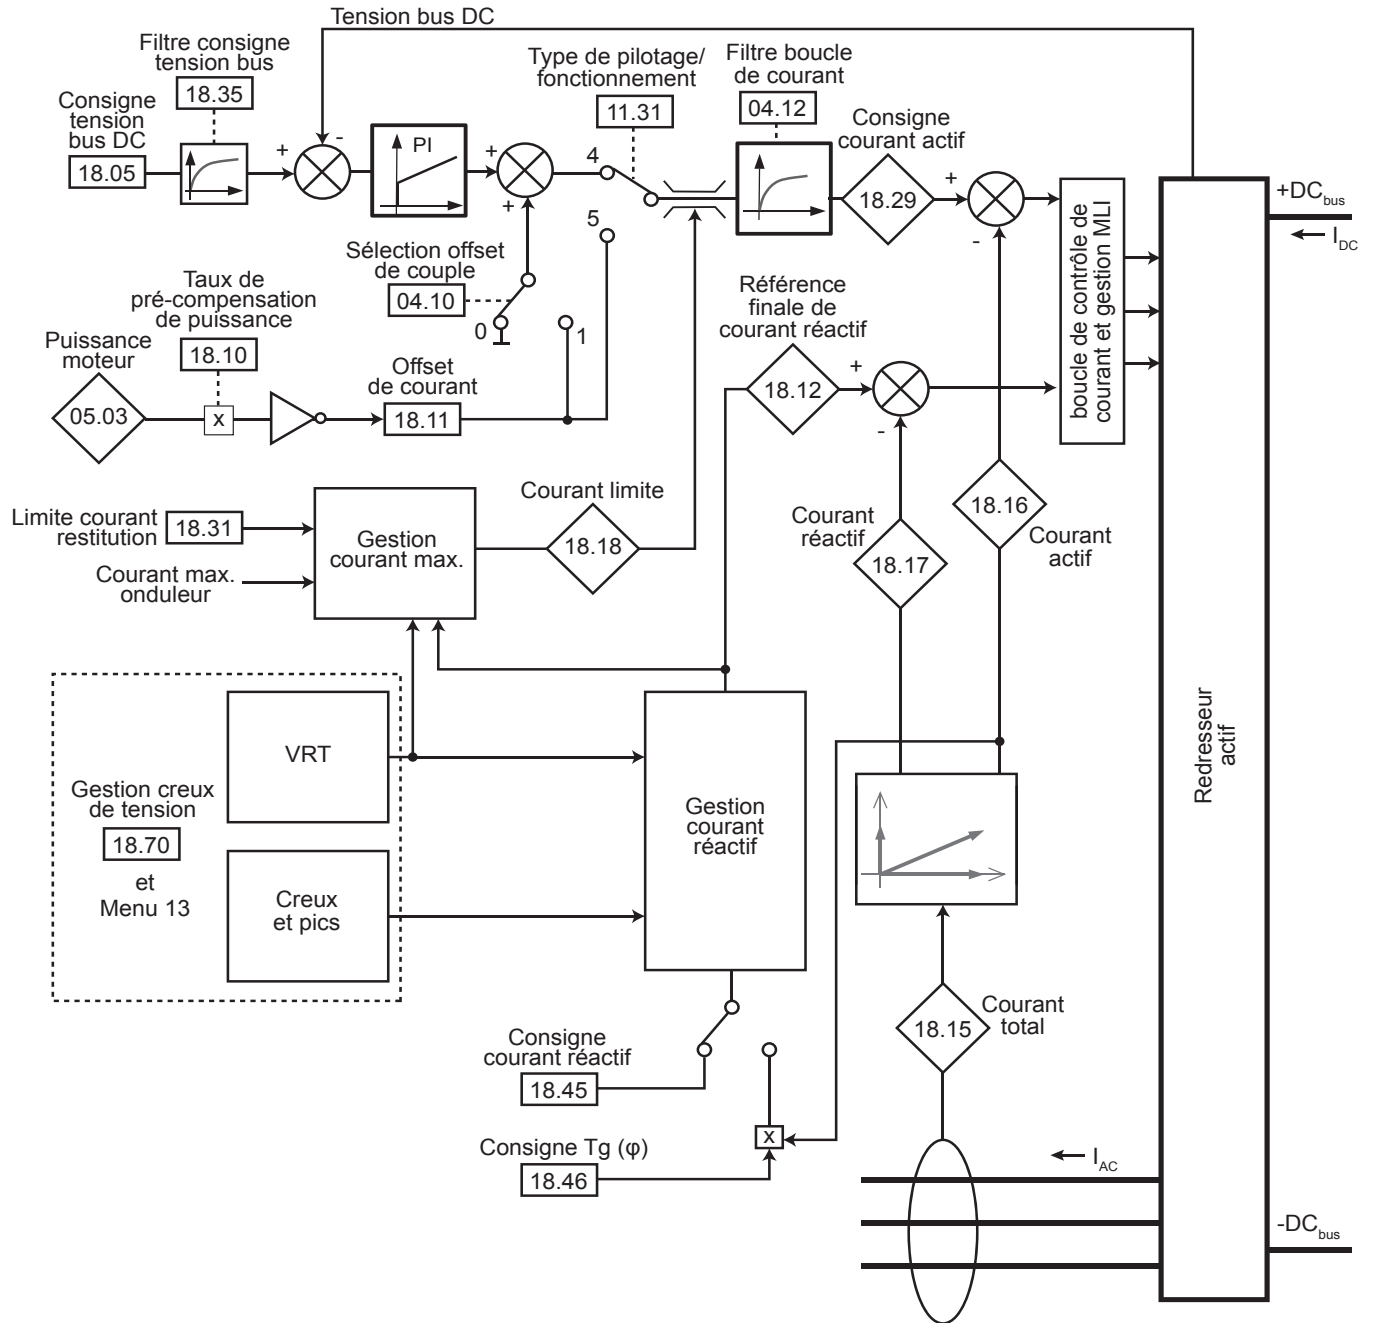 Tension bus DC
Filtre consigne
tension bus
18.35
Consigne
tension
bus DC
18.05
+
-
PI
+
+
Type de pilotage/
fonctionnement
11.31
4
5
Filtre boucle
de courant
04.12
Consigne
courant actif
18.29
+
-
boucle de contrôle de
courant et gestion MLI
+DCbus
IDC
Sélection offset
de couple
04.10
0
1
Taux de
pré-compensation
de puissance
18.10
Puissance
moteur
05.03
x
Offset
de courant
18.11
Référence
finale de
courant réactif
18.12
+
-
Limite courant
restitution
18.31
Courant max.
onduleur
Gestion
courant max.
Courant limite
18.18
Courant
réactif
18.17
18.16
Courant
actif
Redresseur
actif
VRT
Gestion creux
de tension
18.70
et
Menu 13
Creux
et pics
Gestion
courant
réactif
18.15
Courant
total
Consigne
courant réactif
18.45
Consigne Tg (φ)
18.46
x
IAC
-DCbus